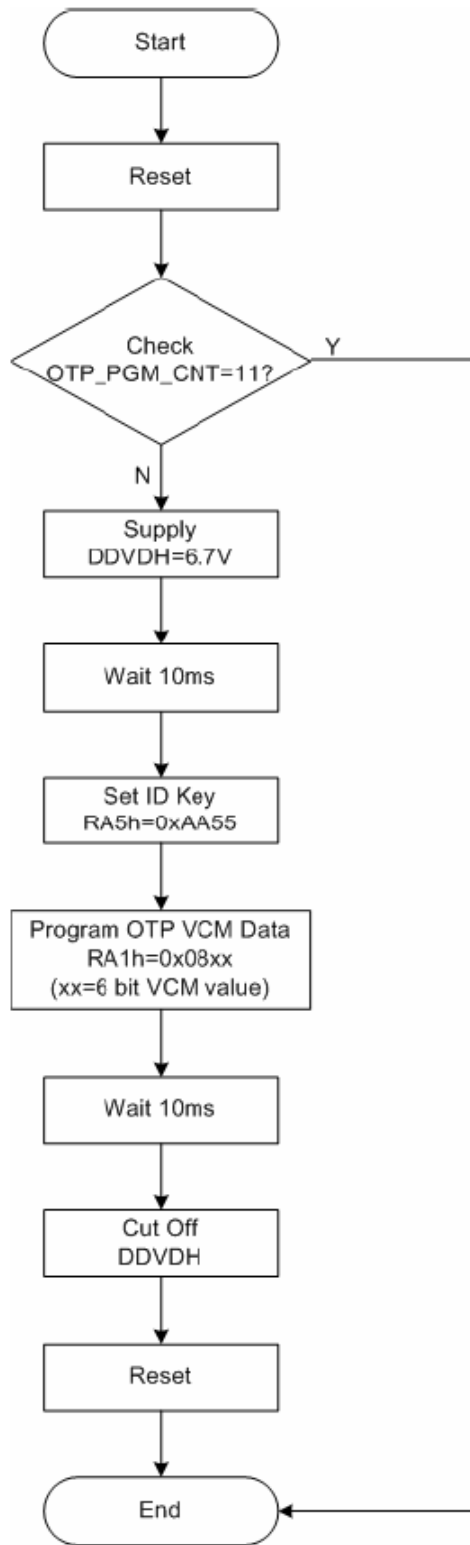 Start
Reset
Check
OTP_PGM_CNT=11?
Y
N
Supply
DDVDH=6.7V
Wait 10ms
Set ID Key
RA5h=0xAA55
Program OTP VCM Data
RA1h=0x08xx
(xx=6 bit VCM value)
Wait 10ms
Cut Off
DDVDH
Reset
End